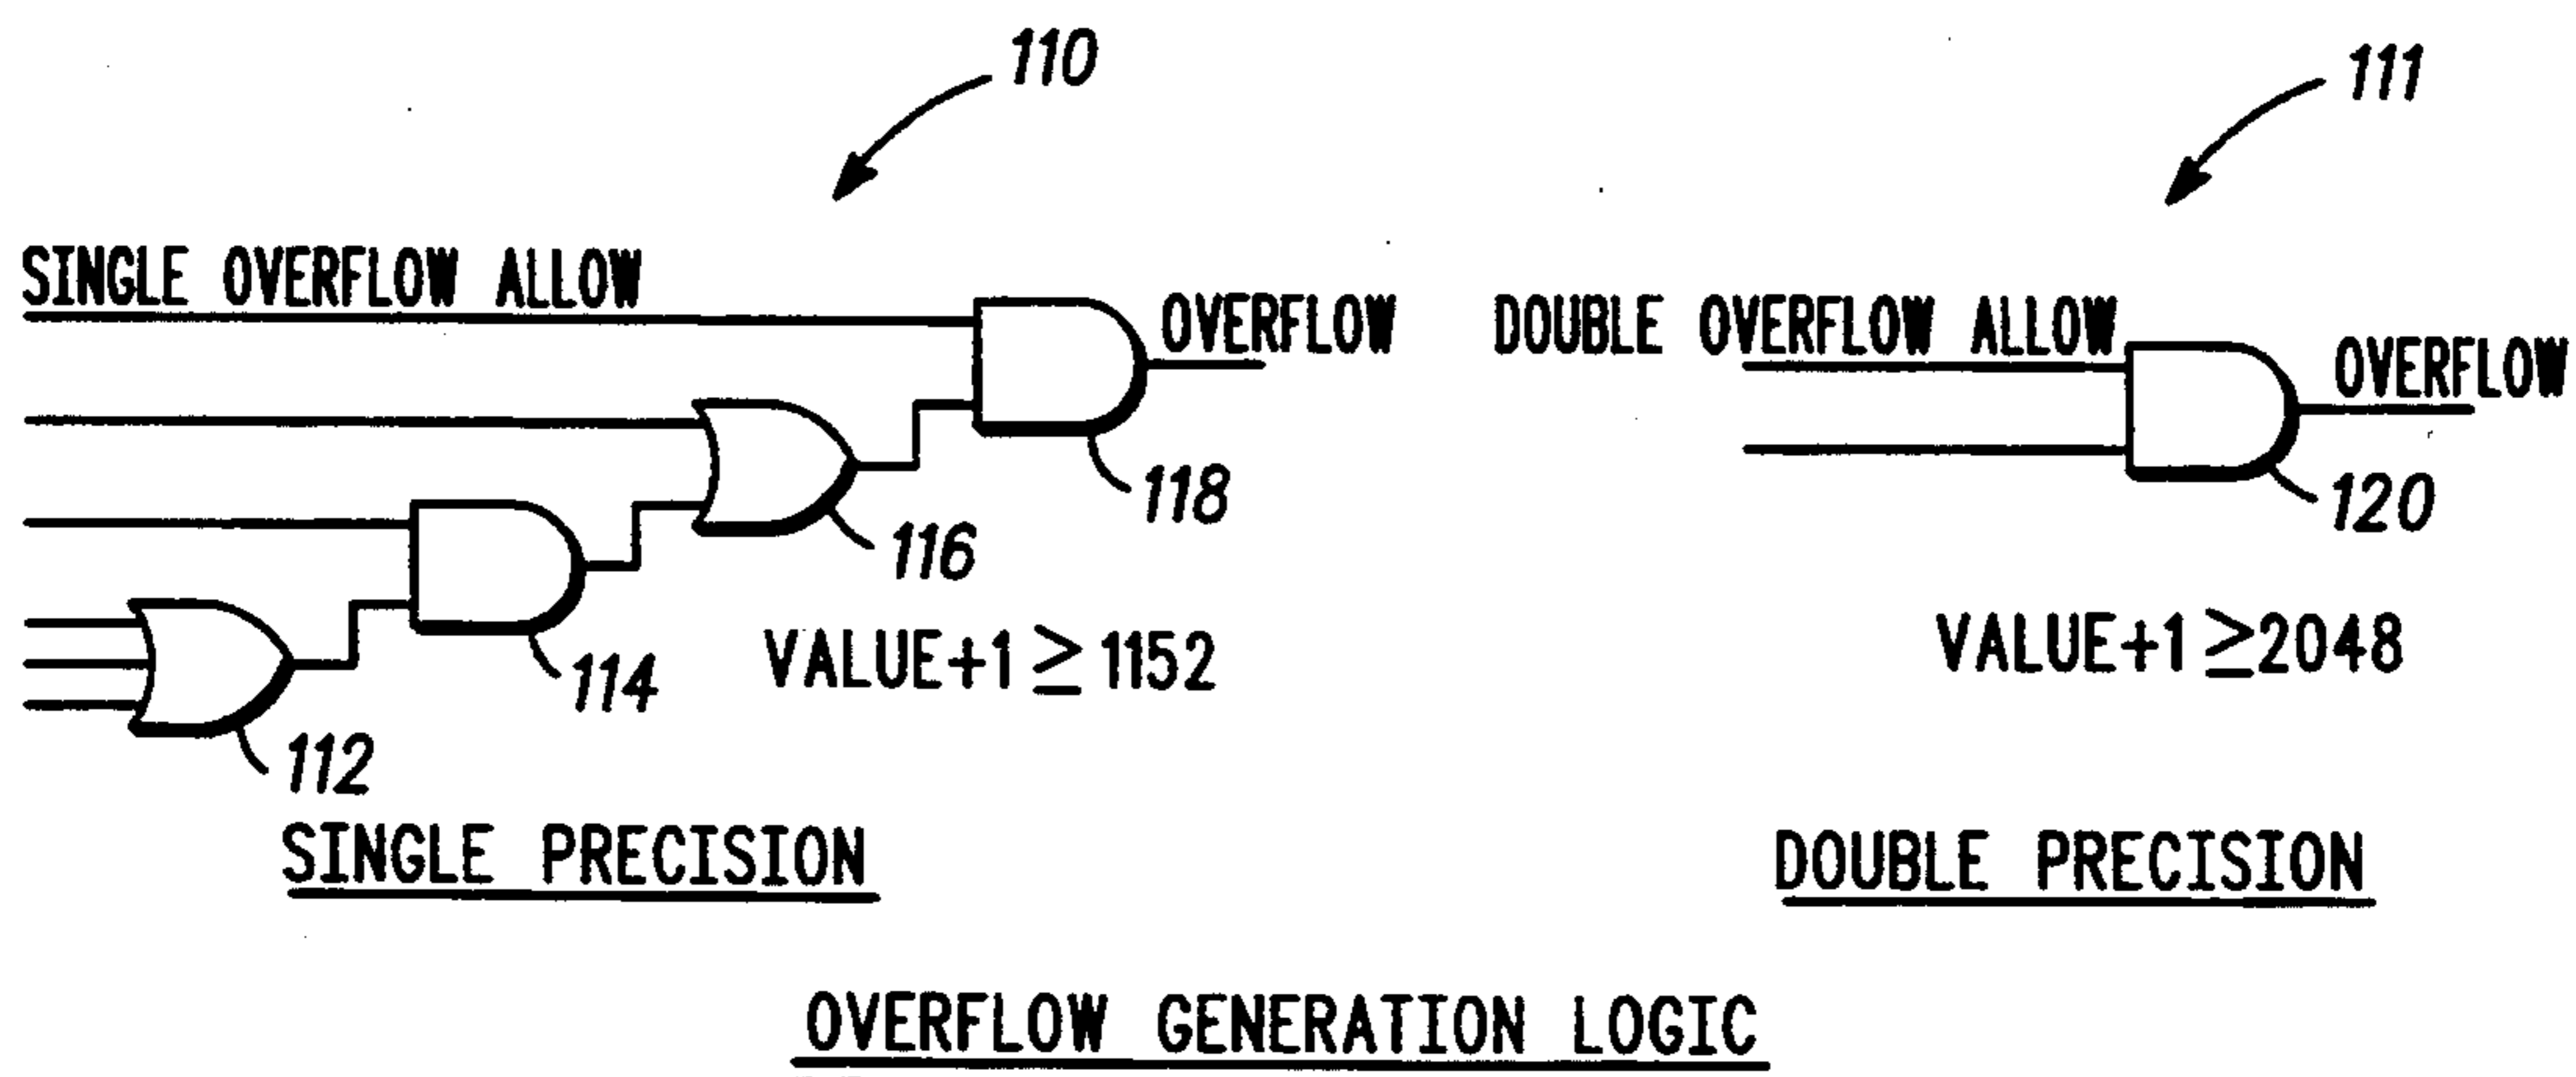 110
111
SINGLE OVERFLOW ALLOW
OVERFLOW
DOUBLE OVERFLOW ALLOW
OVERFLOW
118
120
116
114
VALUE+1 ≥ 1152
VALUE+1 ≥ 2048
112
SINGLE PRECISION
DOUBLE PRECISION
OVERFLOW GENERATION LOGIC